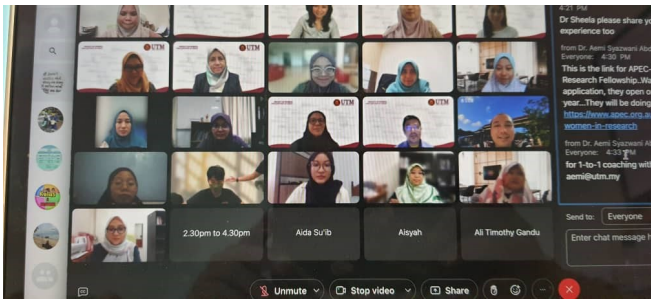 4:21 PM
Dr Sheela please share yo
experience too
from Dr. Aemi Syazwani Abd
Everyone: 4:30 PM
This is the link for APEC-
Research Fellowship..Wa
application, they open o
year...They will be doing
https://www.apec.org.au
women-in-research
from Dr. Aemi Syazwani Ab
Everyone: 4:33 PM
for 1-to-1 coaching with
aemi@utm.my
UTM
UTM
UTM
UTM
UTM
2.30pm to 4.30pm
Aida Su'ib
Aisyah
Ali Timothy Gandu
Send to: Everyone
Enter chat message h
Unmute
Stop video
Share